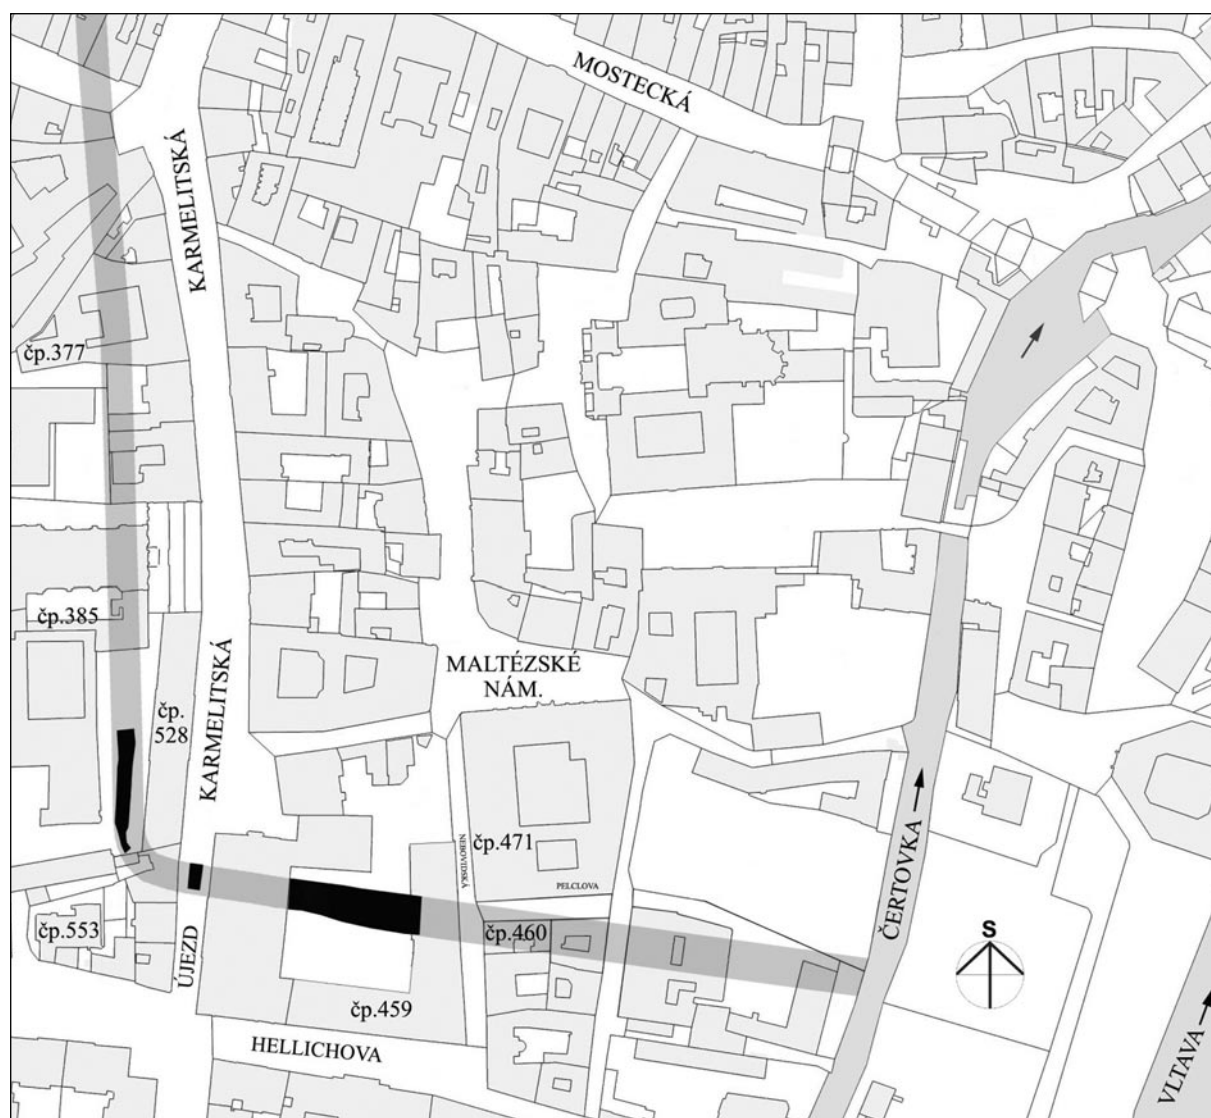 MOSTECKÁ
KARMELITSKÁ
čp.377
čp.385
KARMELITSKÁ
čp.
528
MALTÉZSKÉ
NÁM.
čp.471
NEBOVIDSKÁ
PELCLOVA
ČERTOVKA
čp.553
ÚJEZD
čp.460
S
čp.459
HELLICHOVA
VLTAVA